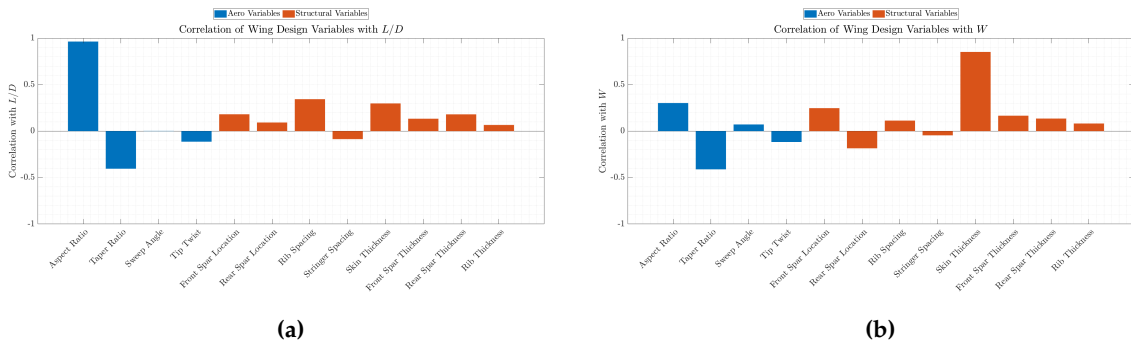 Aero Variables Structural Variables
Correlation of Wing Design Variables with L/D
1
0.5
0
-0.5
-1
Correlation with L/D
Aspect Ratio
Taper Ratio
Sweep Angle
Tip Twist
Front Spar Location
Rear Spar Location
Rib Spacing
Stringer Spacing
Skin Thickness
Front Spar Thickness
Rear Spar Thickness
Rib Thickness
(a)
Aero Variables Structural Variables
Correlation of Wing Design Variables with W
1
0.5
0
-0.5
-1
Correlation with W
Aspect Ratio
Taper Ratio
Sweep Angle
Tip Twist
Front Spar Location
Rear Spar Location
Rib Spacing
Stringer Spacing
Skin Thickness
Front Spar Thickness
Rear Spar Thickness
Rib Thickness
(b)